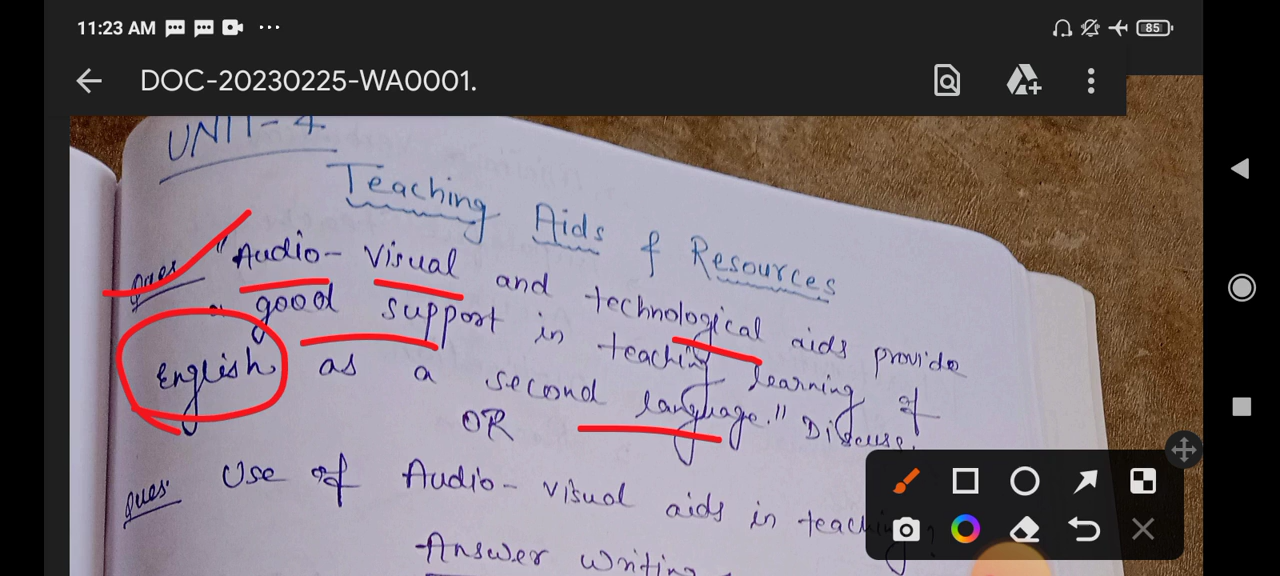 11:23 AM
85
DOC-20230225-WA0001.
UNIT-4
Teaching Aids & Resources
Ques "Audio-Visual and technological aids provide
a good support in teaching learning of
English as a second language." Discuss.
OR
Ques. Use of Audio-visual aids in teaching?
Answer writing